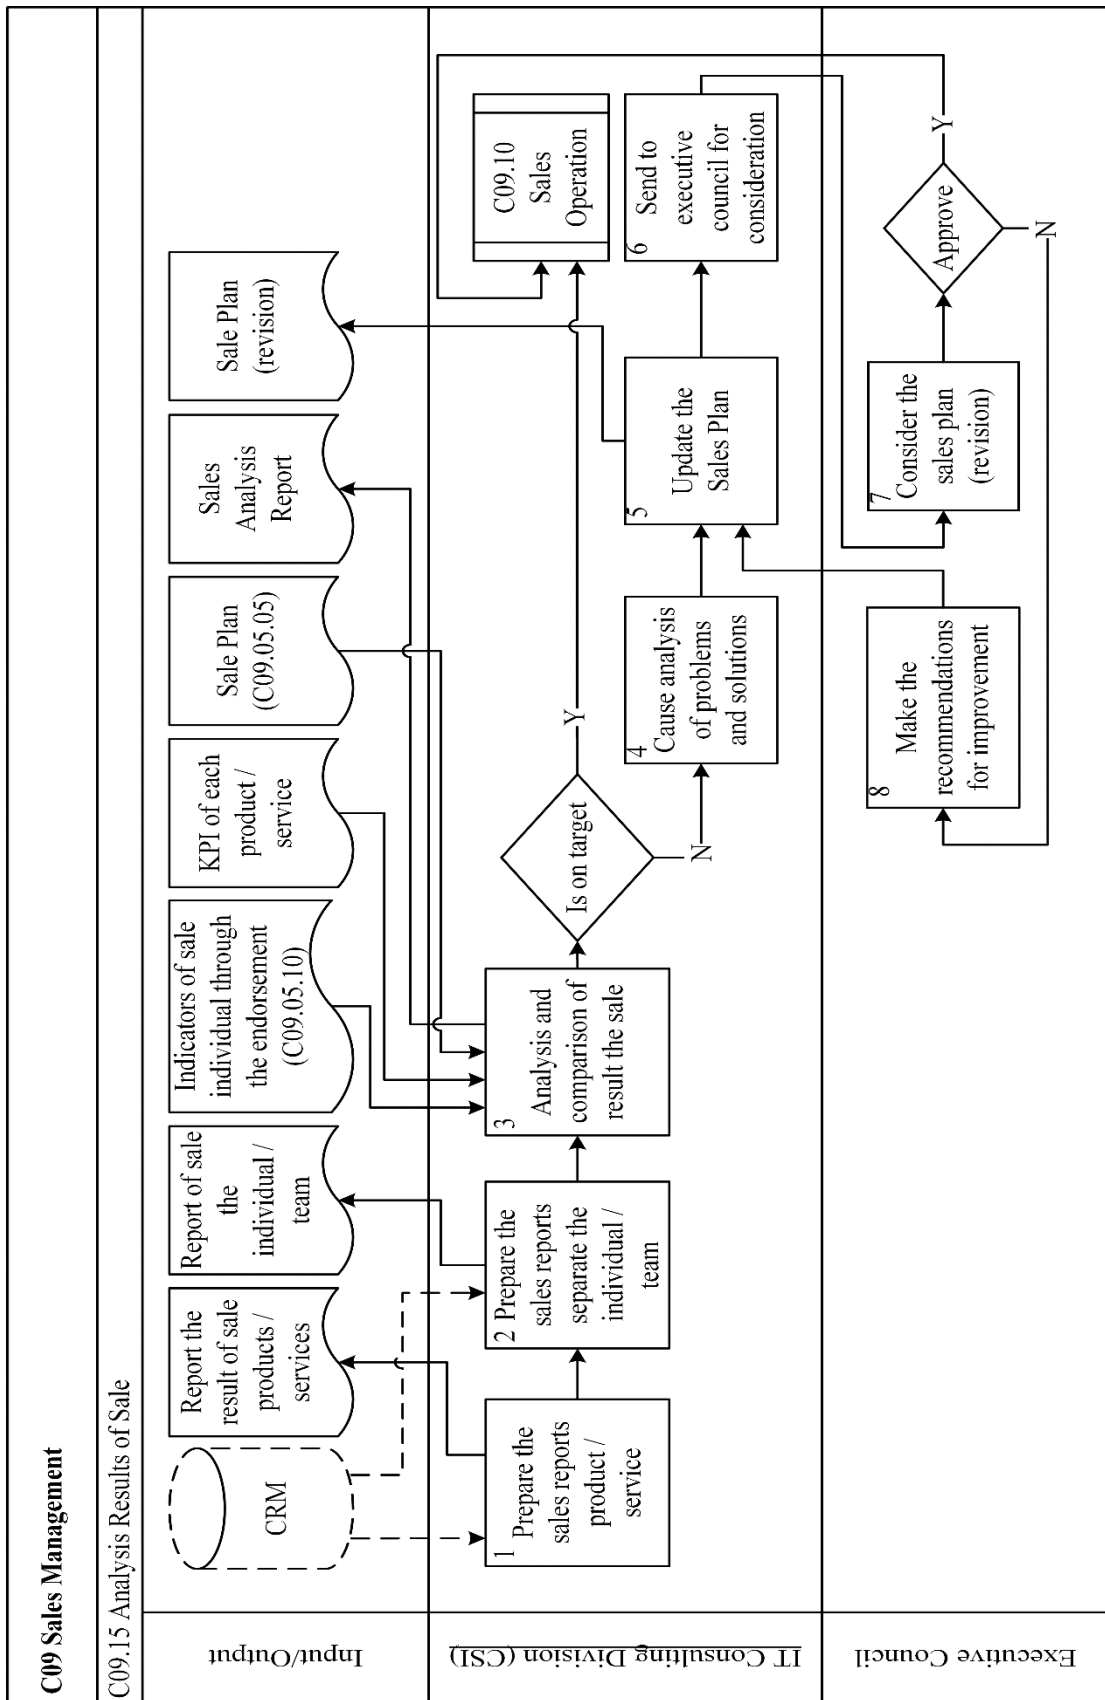 C09 Sales Management
C09.15 Analysis Results of Sale
Input/Output
CRM
Report the
result of sale
products /
services
Report of sale
the
individual /
team
Indicators of sale
individual through
the endorsement
(C09.05.10)
KPI of each
product /
service
Sale Plan
(C09.05.05)
Sales
Analysis
Report
Sale Plan
(revision)
IT Consulting Division (CSI)
1
Prepare the
sales reports
product /
service
2
Prepare the
sales reports
separate the
individual /
team
3
Analysis and
comparison of
result the sale
Is on target
Y
N
4
Cause analysis
of problems
and solutions
5
Update the
Sales Plan
C09.10
Sales
Operation
6
Send to
executive
council for
consideration
Executive Council
8
Make the
recommendations
for improvement
7
Consider the
sales plan
(revision)
Approve
Y
N